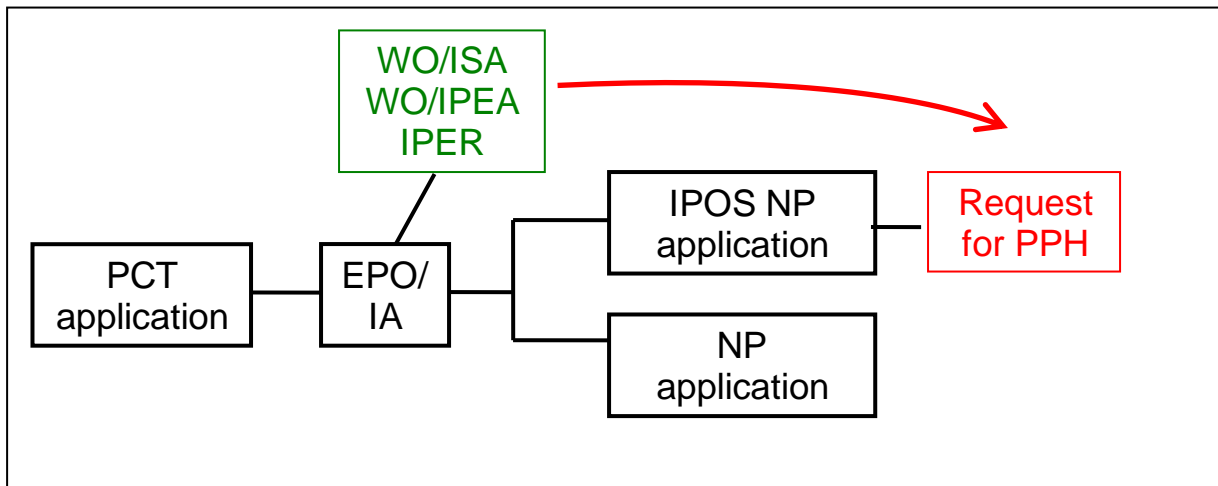 WO/ISA
WO/IPEA
IPER
IPOS NP
application
Request
for PPH
PCT
application
EPO/
IA
NP
application